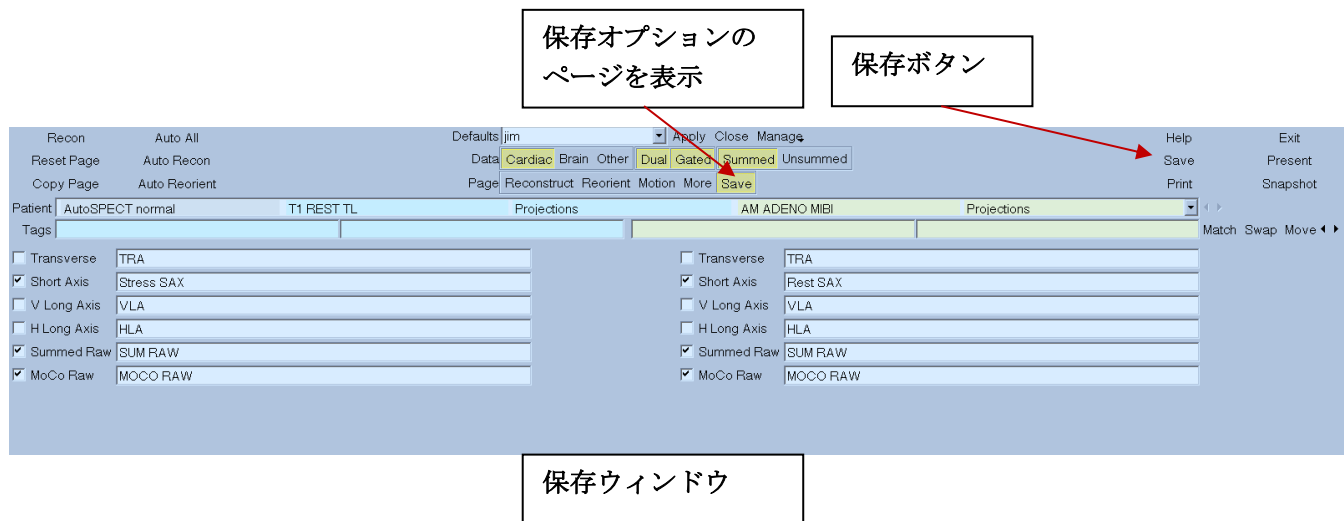 保存オプションの
ページを表示
保存ボタン
Recon Auto All Defaults jim Apply Close Manage Help Exit
Reset Page Auto Recon Data Cardiac Brain Other Dual Gated Summed Unsummed Save Present
Copy Page Auto Reorient Page Reconstruct Reorient Motion More Save Print Snapshot
Patient AutoSPECT normal T1 REST TL Projections AM ADENO MIBI Projections
Tags Match Swap Move
Transverse TRA Transverse TRA
Short Axis Stress SAX Short Axis Rest SAX
V Long Axis VLA V Long Axis VLA
H Long Axis HLA H Long Axis HLA
Summed Raw SUM RAW Summed Raw SUM RAW
MoCo Raw MOCO RAW MoCo Raw MOCO RAW
保存ウィンドウ